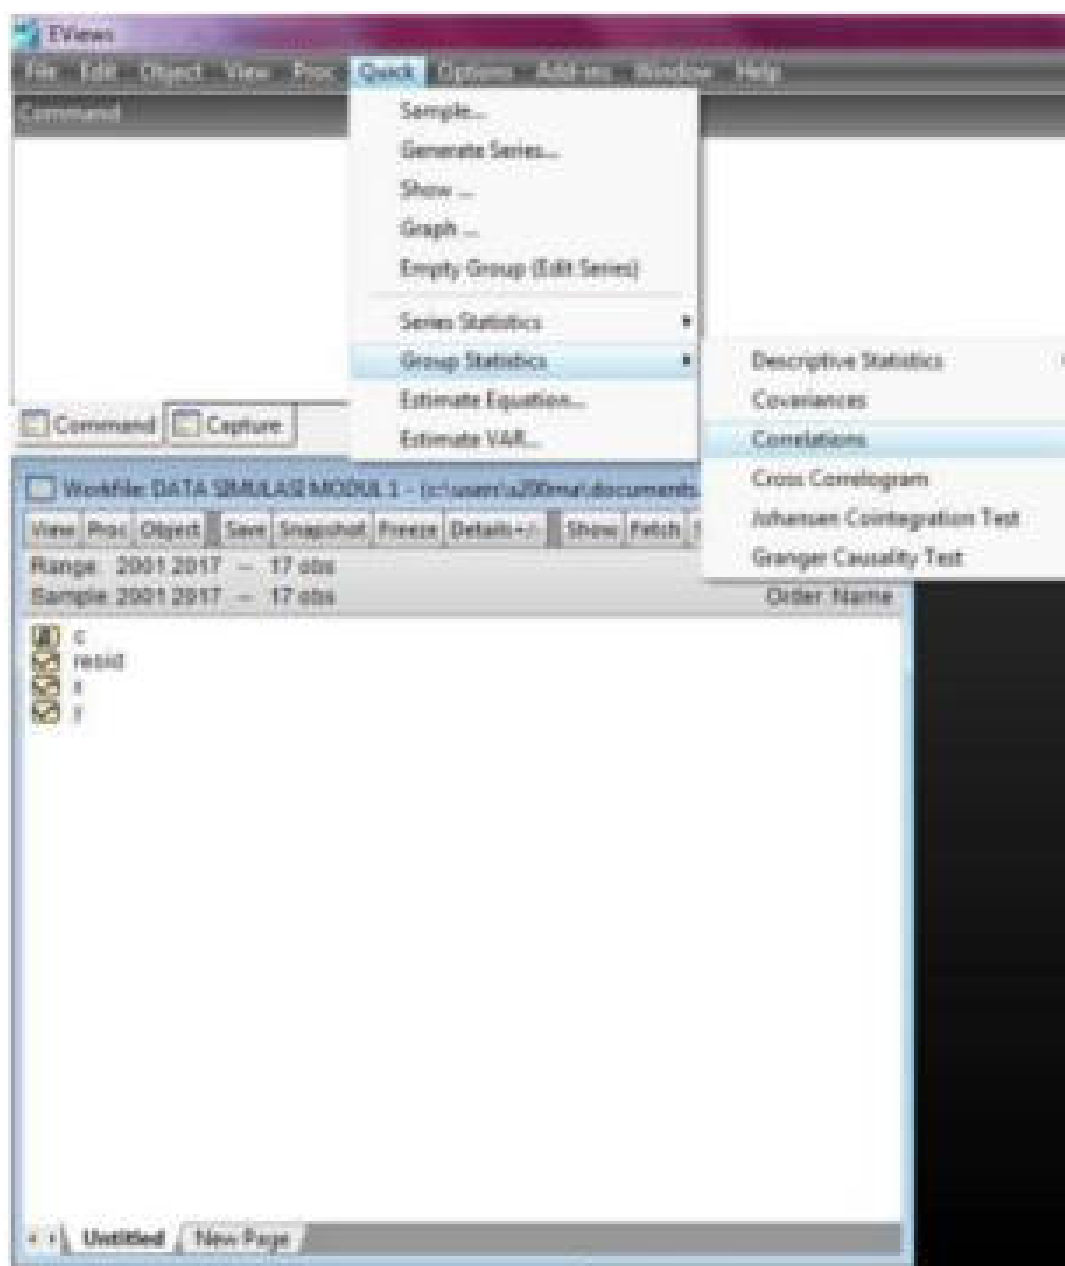 EViews
File Edit Object View Proc Quick Options Add-ins Window Help
Command
Sample...
Generate Series...
Show ...
Graph ...
Empty Group (Edit Series)
Series Statistics
Group Statistics
Estimate Equation...
Estimate VAR...
Descriptive Statistics
Covariances
Correlations
Cross Correlogram
Johansen Cointegration Test
Granger Causality Test
Command Capture
Workfile: DATA SIMULASI MODUL 1 - (c:\users\a200ma\documents
View Proc Object Save Snapshot Freeze Details+/- Show Fetch
Range: 2001 2017 -- 17 obs
Sample: 2001 2017 -- 17 obs
Order: Name
c
resid
Untitled New Page